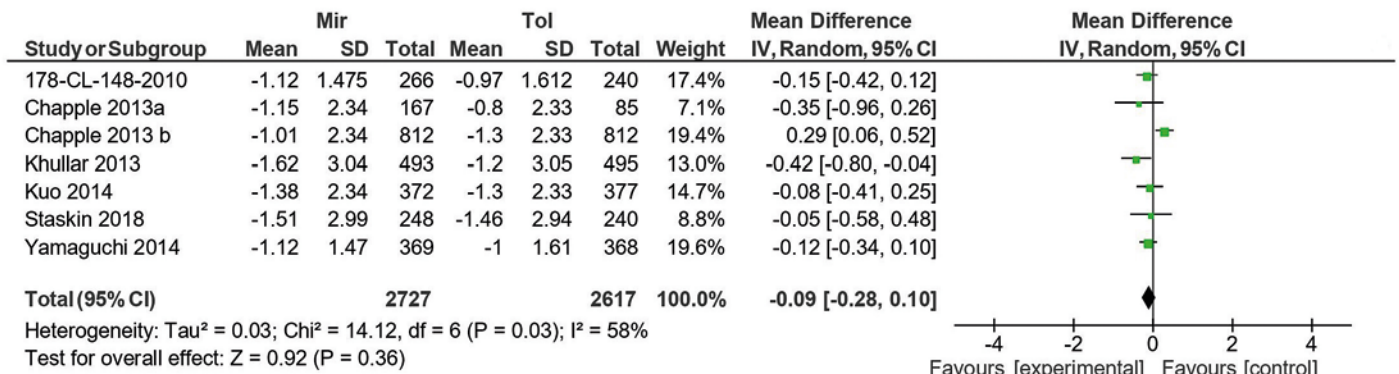 Mir Tol Mean Difference Mean Difference
Study or Subgroup Mean SD Total Mean SD Total Weight IV, Random, 95% CI IV, Random, 95% CI
178-CL-148-2010 -1.12 1.475 266 -0.97 1.612 240 17.4% -0.15 [-0.42, 0.12]
Chapple 2013a -1.15 2.34 167 -0.8 2.33 85 7.1% -0.35 [-0.96, 0.26]
Chapple 2013 b -1.01 2.34 812 -1.3 2.33 812 19.4% 0.29 [0.06, 0.52]
Khullar 2013 -1.62 3.04 493 -1.2 3.05 495 13.0% -0.42 [-0.80, -0.04]
Kuo 2014 -1.38 2.34 372 -1.3 2.33 377 14.7% -0.08 [-0.41, 0.25]
Staskin 2018 -1.51 2.99 248 -1.46 2.94 240 8.8% -0.05 [-0.58, 0.48]
Yamaguchi 2014 -1.12 1.47 369 -1 1.61 368 19.6% -0.12 [-0.34, 0.10]
Total (95% CI) 2727 2617 100.0% -0.09 [-0.28, 0.10]
Heterogeneity: Tau² = 0.03; Chi² = 14.12, df = 6 (P = 0.03); I² = 58%
Test for overall effect: Z = 0.92 (P = 0.36)
-4 -2 0 2 4
Favours [experimental] Favours [control]